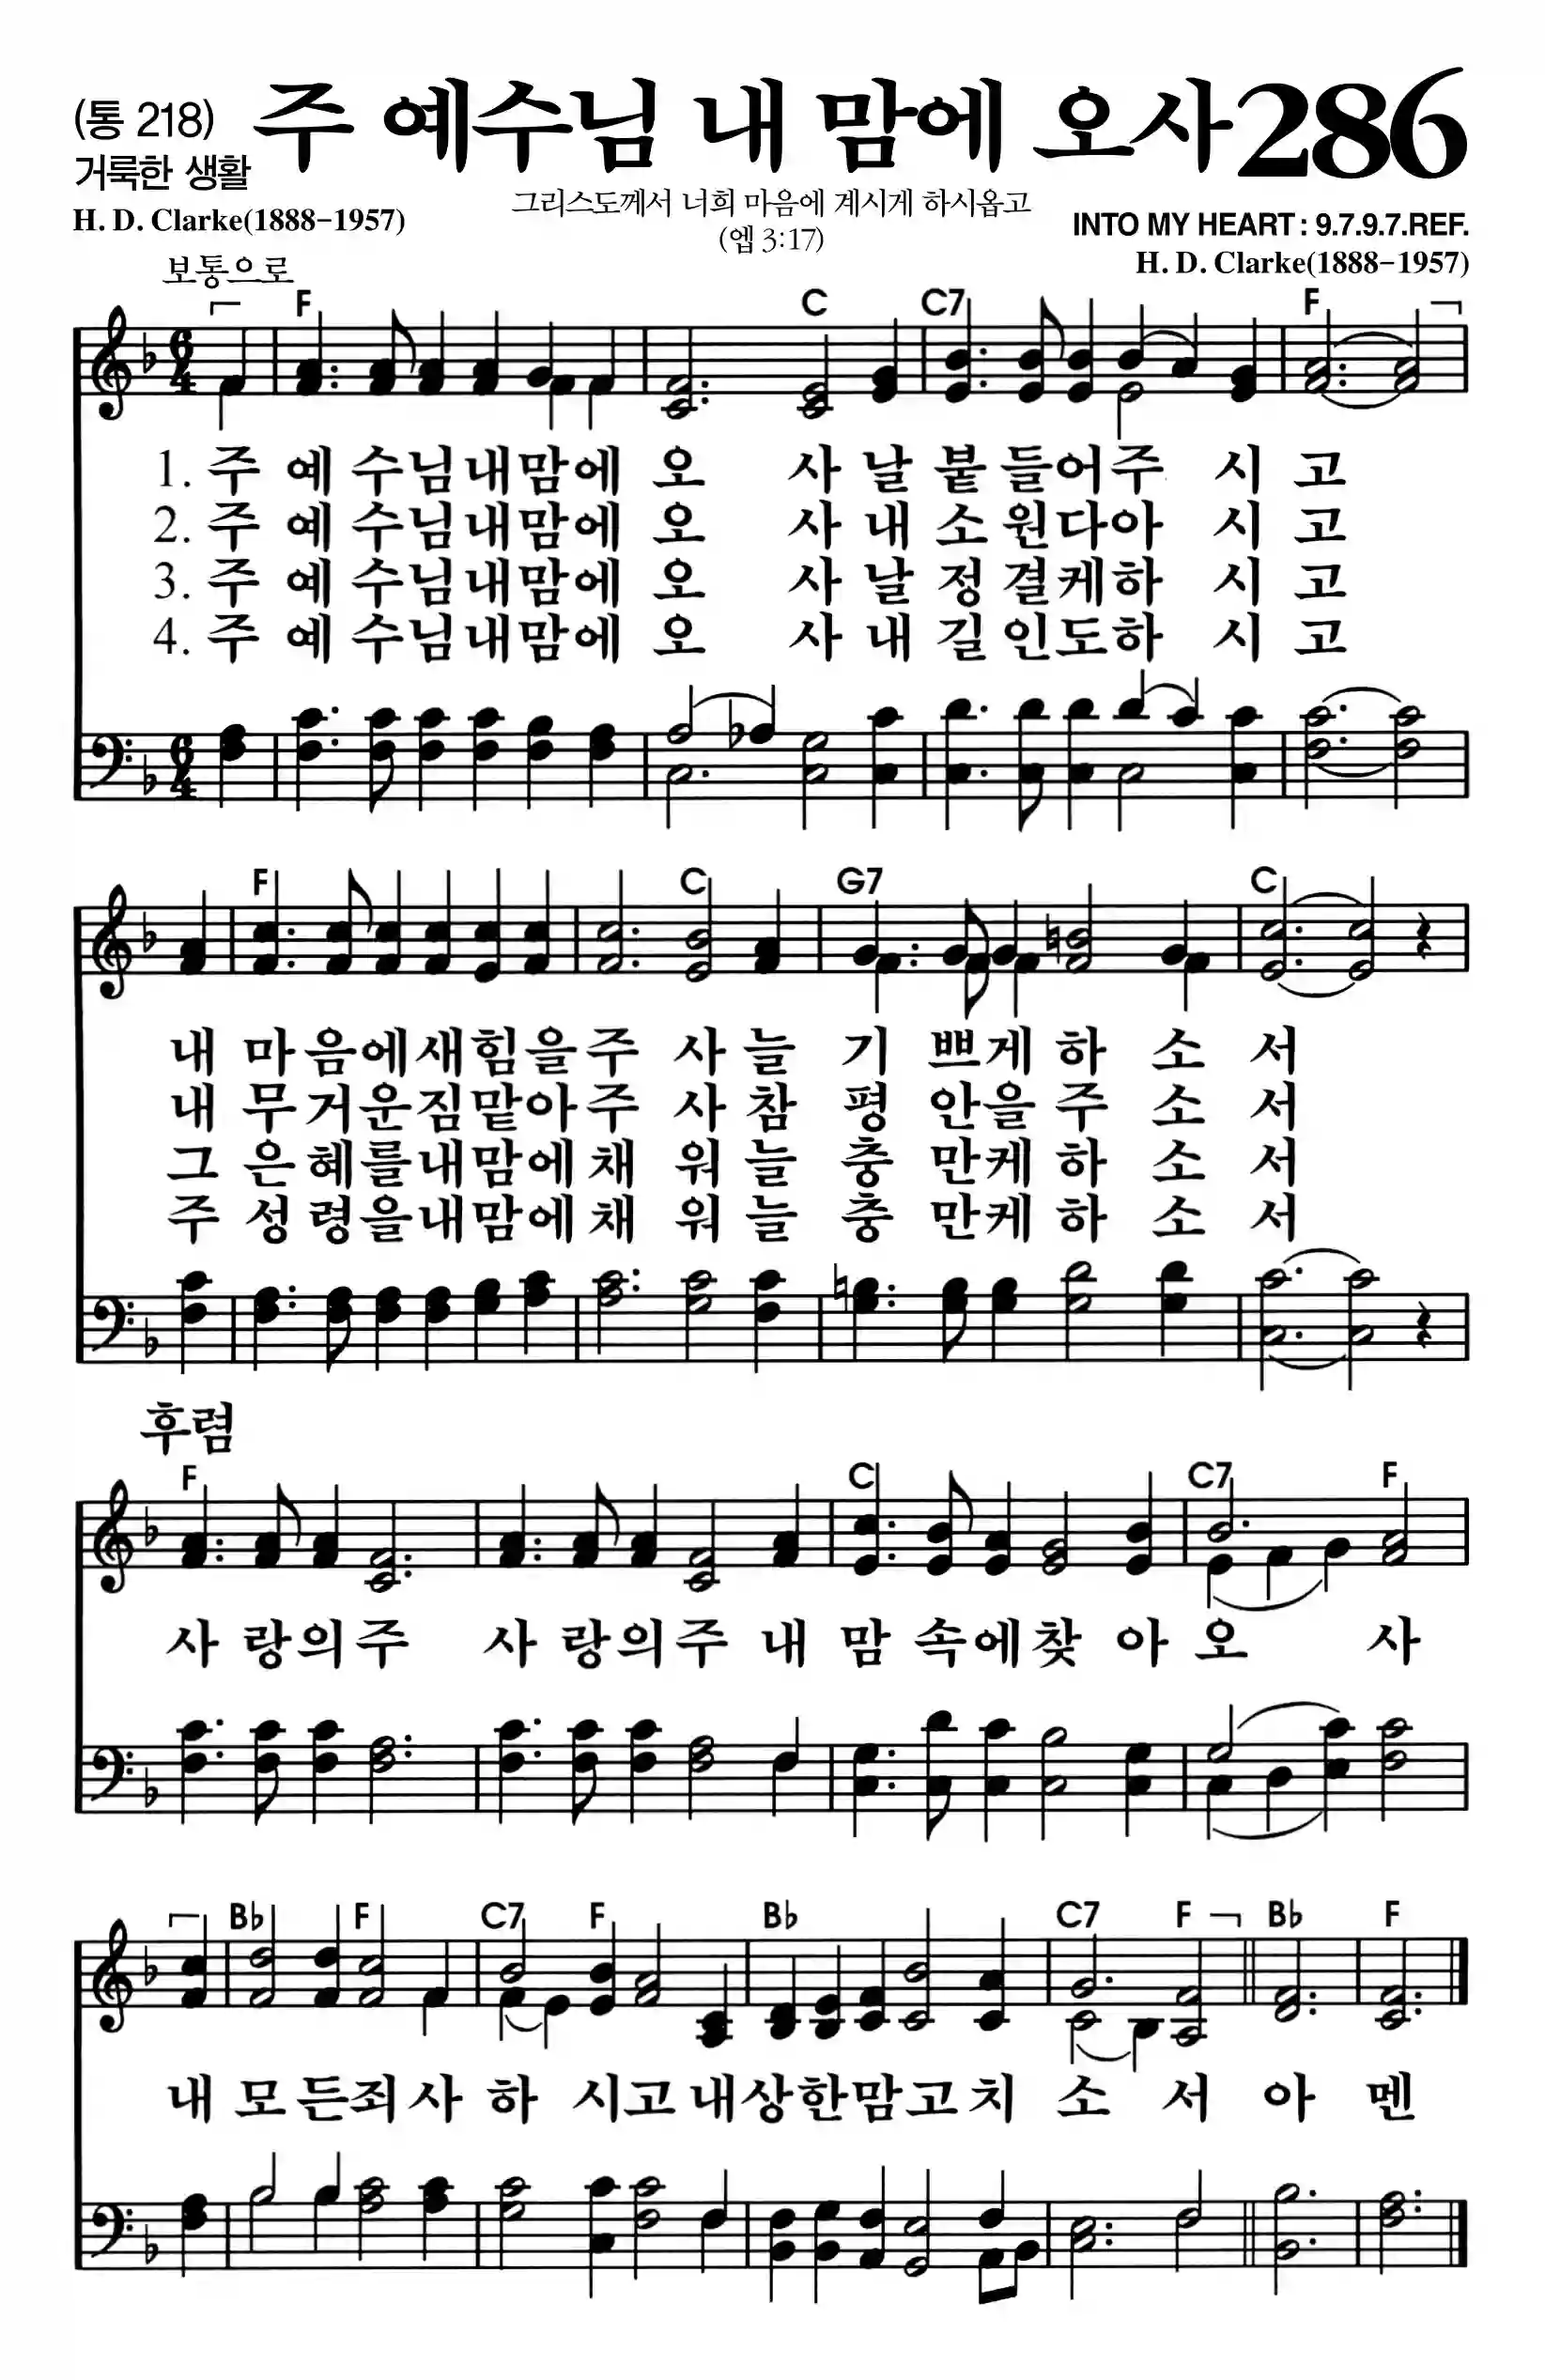 (통 218) 주 예수님 내 맘에 오사 286
거룩한 생활
그리스도께서 너희 마음에 계시게 하시옵고
(엡 3:17)
H. D. Clarke(1888-1957)
INTO MY HEART : 9.7.9.7.REF.
H. D. Clarke(1888-1957)
보통으로
F C C7 F
6 4
1. 주 예 수님내맘에 오 사 날 붙 들어주 시 고
2. 주 예 수님내맘에 오 사 내 소 원다아 시 고
3. 주 예 수님내맘에 오 사 날 정 결케하 시 고
4. 주 예 수님내맘에 오 사 내 길 인도하 시 고
6 4
F C G7 C
내 마 음에새힘을주 사 늘 기 쁘게 하 소 서
내 무 거운짐맡아주 사 참 평 안을 주 소 서
그 은 혜를내맘에채 워 늘 충 만케 하 소 서
주 성 령을내맘에채 워 늘 충 만케 하 소 서
후렴
F C C7 F
사 랑의주 사 랑의주 내 맘 속에찾 아 오 사
B♭ F C7 F B♭ C7 F B♭ F
내 모든죄사 하 시고 내상한맘고치 소 서 아 멘